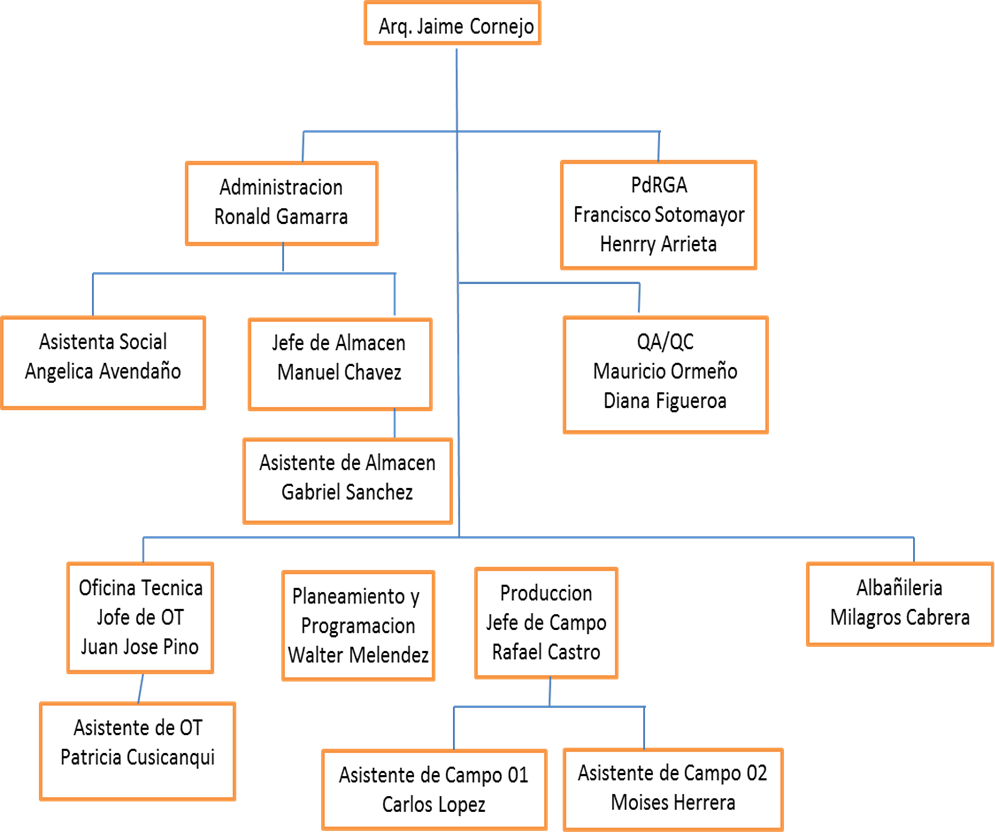 Arq. Jaime Cornejo
Administracion
Ronald Gamarra
PdRGA
Francisco Sotomayor
Henrry Arrieta
Asistenta Social
Angelica Avendaño
Jefe de Almacen
Manuel Chavez
QA/QC
Mauricio Ormeño
Diana Figueroa
Asistente de Almacen
Gabriel Sanchez
Oficina Tecnica
Jofe de OT
Juan Jose Pino
Planeamiento y
Programacion
Walter Melendez
Produccion
Jefe de Campo
Rafael Castro
Albañileria
Milagros Cabrera
Asistente de OT
Patricia Cusicanqui
Asistente de Campo 01
Carlos Lopez
Asistente de Campo 02
Moises Herrera